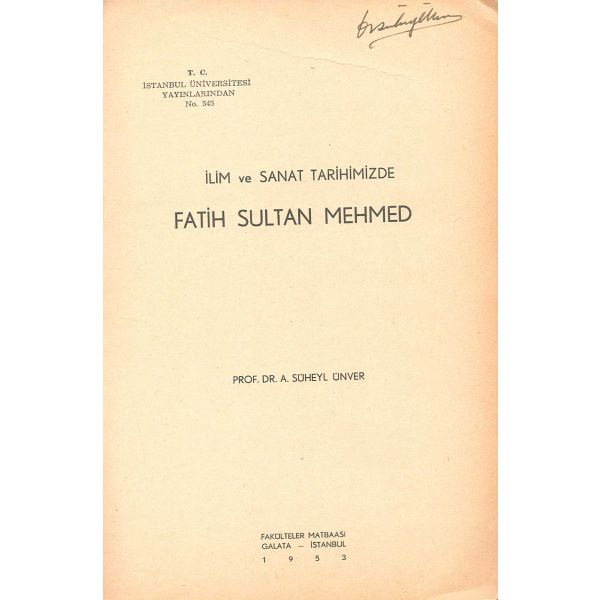 T. C.
İSTANBUL ÜNİVERSİTESİ
YAYINLARINDAN
No. 545
İLİM ve SANAT TARİHİMİZDE
FATİH SULTAN MEHMED
PROF. DR. A. SÜHEYL ÜNVER
FAKÜLTELER MATBAASI
GALATA — İSTANBUL
1 9 5 3